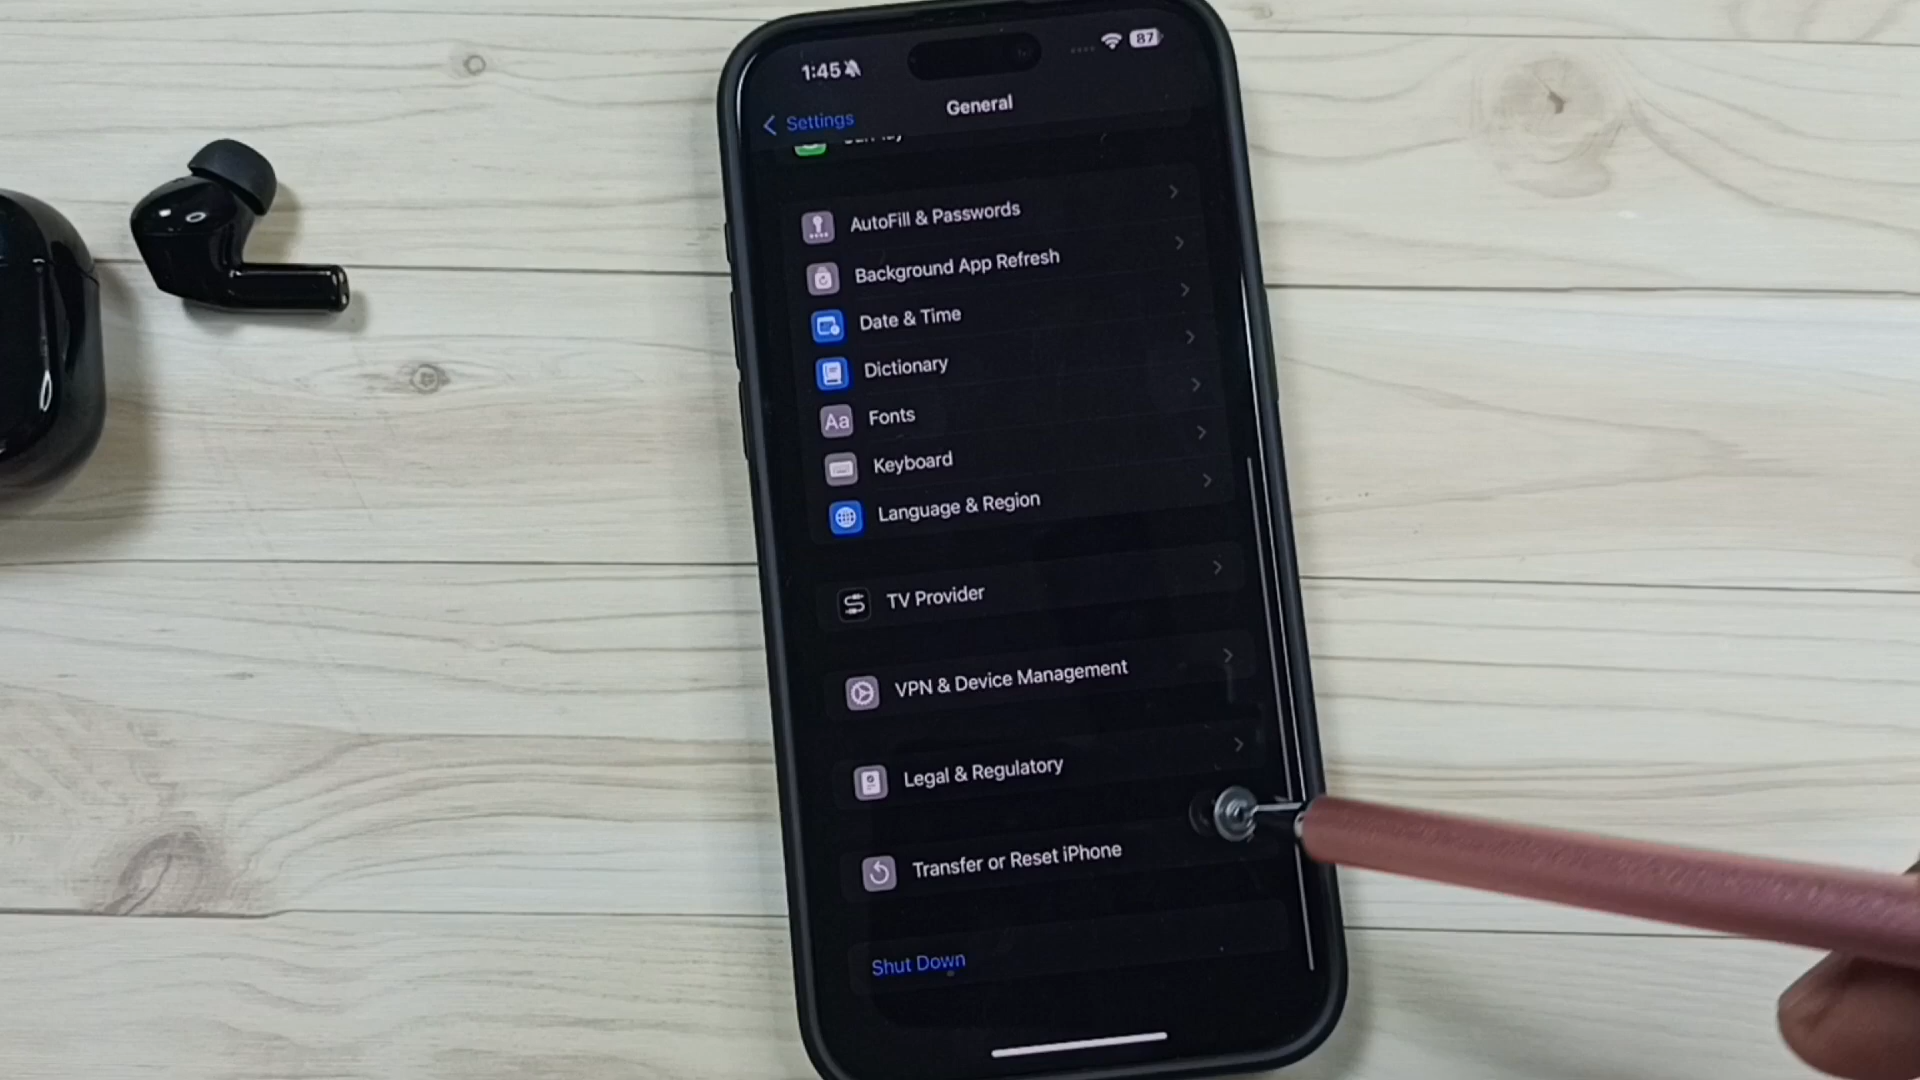 1:45
87
Settings
General
AutoFill & Passwords
Background App Refresh
Date & Time
Dictionary
Aa
Fonts
Keyboard
Language & Region
TV Provider
VPN & Device Management
Legal & Regulatory
Transfer or Reset iPhone
Shut Down